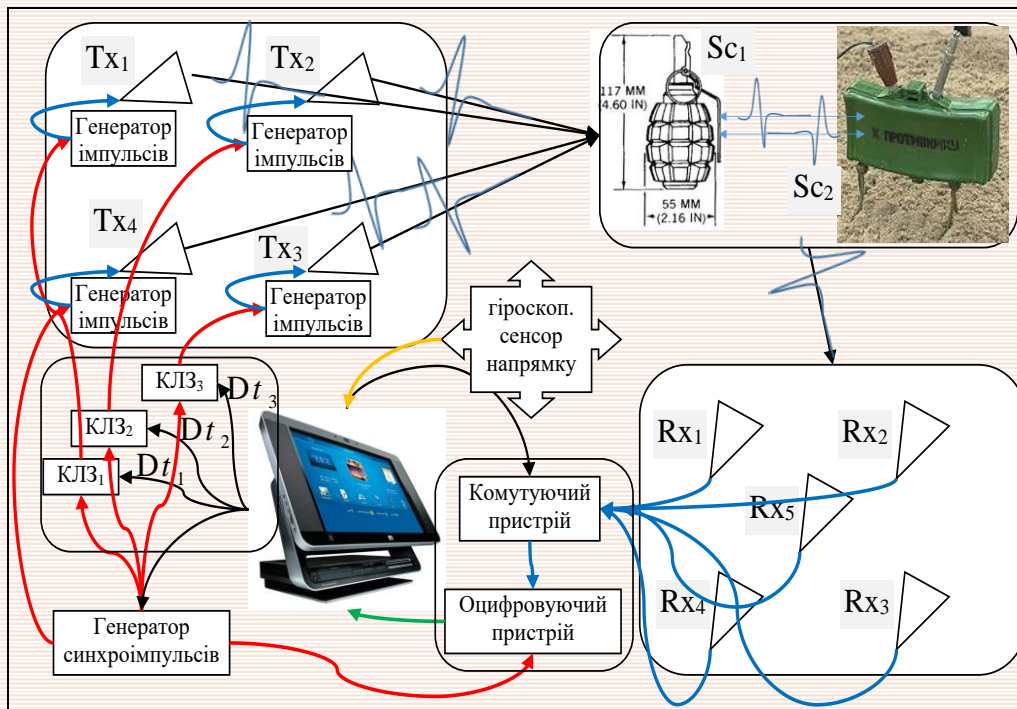 Tx₁
Tx₂
Генератор
імпульсів
Генератор
імпульсів
Tx₄
Tx₃
Генератор
імпульсів
Генератор
імпульсів
Sc₁
117 MM
(4.60 IN)
55 MM
(2.16 IN)
Sc₂
К ПРОТИВНИКУ
гіроскоп.
сенсор
напрямку
КЛЗ₃
Dt₃
КЛЗ₂
Dt₂
КЛЗ₁
Dt₁
Генератор
синхроімпульсів
Комутуючий
пристрій
Оцифровуючий
пристрій
Rx₁
Rx₂
Rx₅
Rx₄
Rx₃